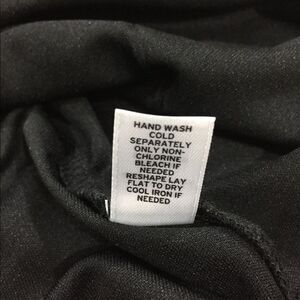 HAND WASH
COLD
SEPARATELY
ONLY NON-
CHLORINE
BLEACH IF
NEEDED
RESHAPE LAY
FLAT TO DRY
COOL IRON IF
NEEDED